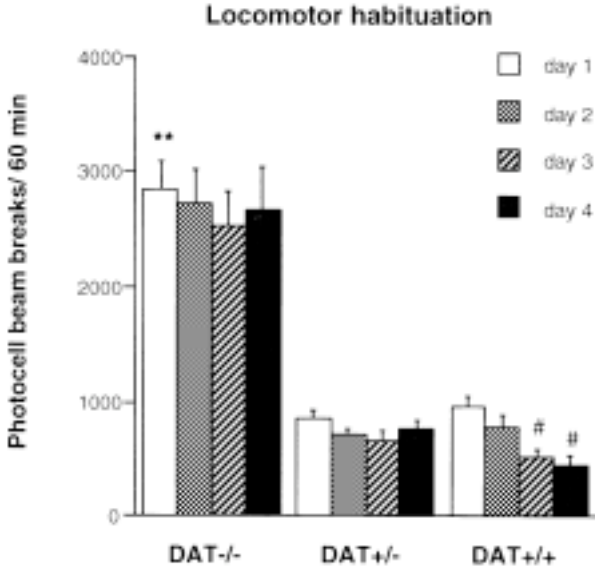 Locomotor habituation
Photocell beam breaks/ 60 min
4000
3000
2000
1000
0
day 1
day 2
day 3
day 4
**
#
#
DAT-/-
DAT+/-
DAT+/+